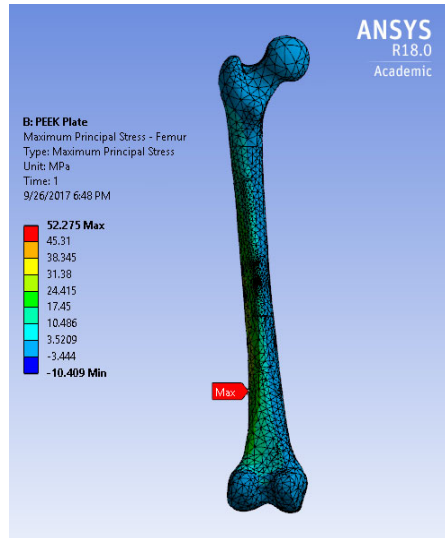 ANSYS
R18.0
Academic
B: PEEK Plate
Maximum Principal Stress - Femur
Type: Maximum Principal Stress
Unit: MPa
Time: 1
9/26/2017 6:48 PM
52.275 Max
45.31
38.345
31.38
24.415
17.45
10.486
3.5209
-3.444
-10.409 Min
Max